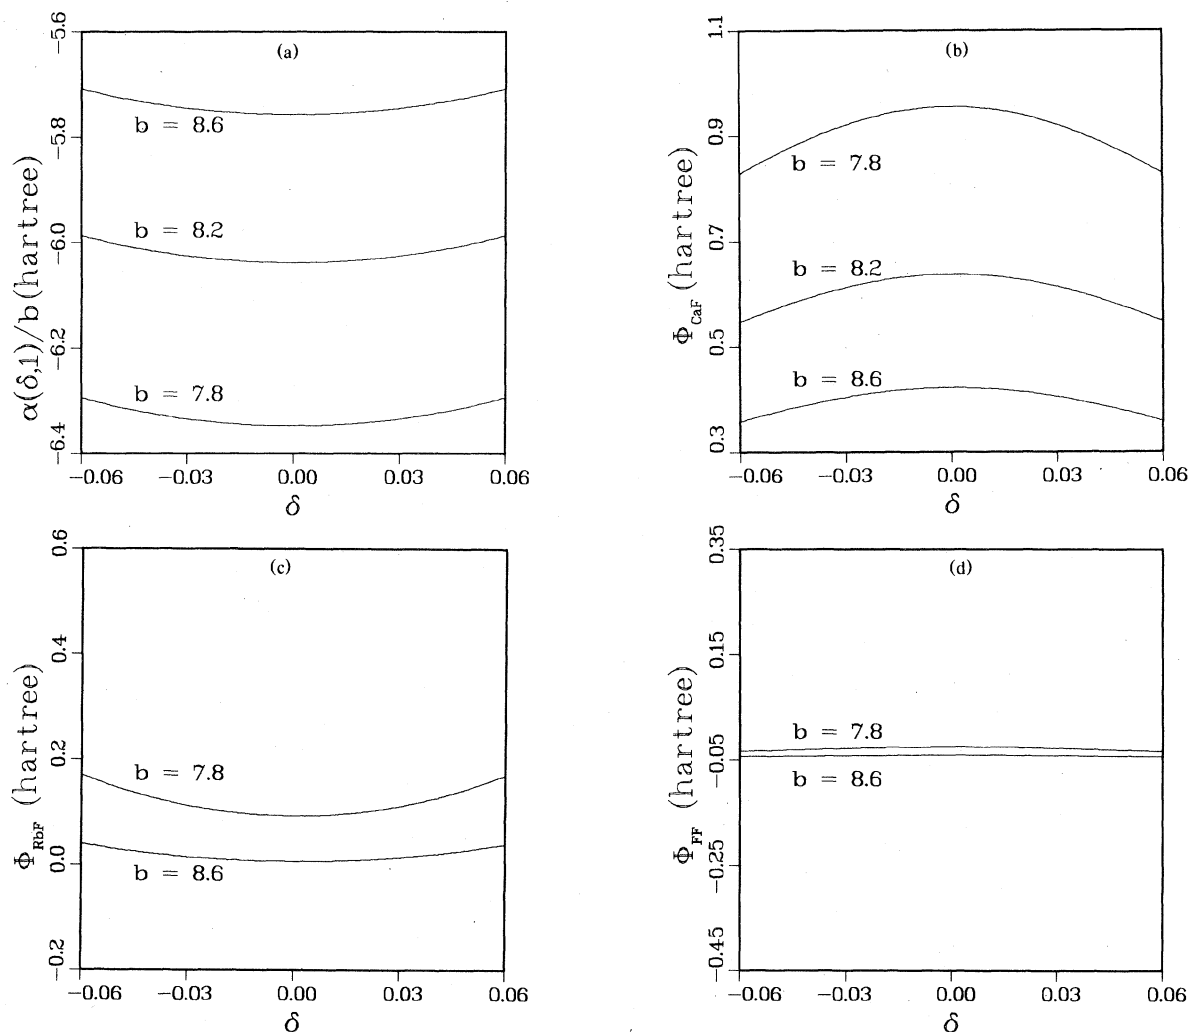 (a)
−5.6
−5.8
−6.0
−6.2
−6.4
α(δ,1)/b (hartree)
b = 8.6
b = 8.2
b = 7.8
−0.06
−0.03
0.00
0.03
0.06
δ
(b)
1.1
0.9
0.7
0.5
0.3
Φ_CaF (hartree)
b = 7.8
b = 8.2
b = 8.6
−0.06
−0.03
0.00
0.03
0.06
δ
(c)
0.6
0.4
0.2
0.0
−0.2
Φ_RbF (hartree)
b = 7.8
b = 8.6
−0.06
−0.03
0.00
0.03
0.06
δ
(d)
0.35
0.15
−0.05
−0.25
−0.45
Φ_FF (hartree)
b = 7.8
b = 8.6
−0.06
−0.03
0.00
0.03
0.06
δ